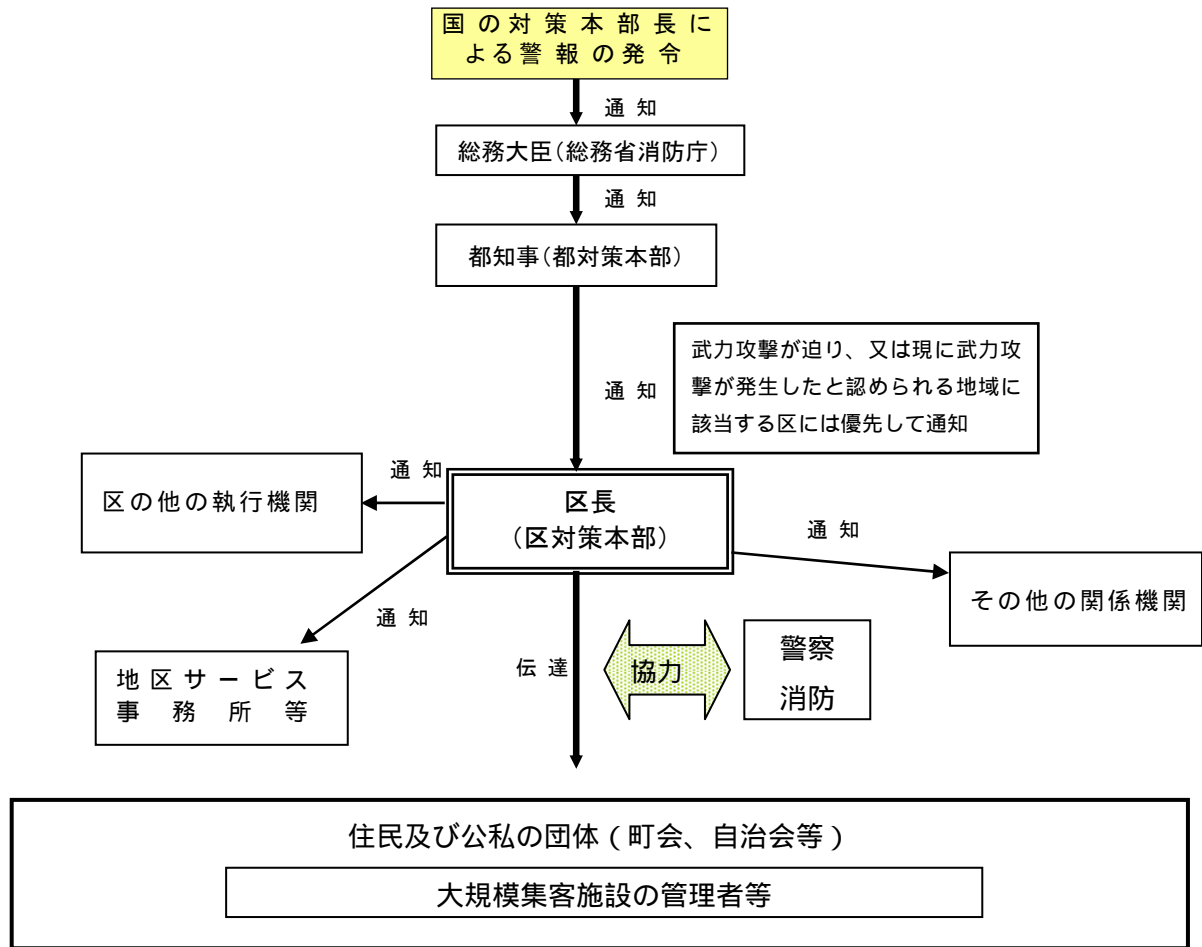 国の対策本部長に
よる警報の発令
通知
総務大臣（総務省消防庁）
通知
都知事（都対策本部）
武力攻撃が迫り、又は現に武力攻
撃が発生したと認められる地域に
該当する区には優先して通知
通知
通知
区の他の執行機関
区長
（区対策本部）
通知
その他の関係機関
通知
地区サービス
事務所等
伝達
協力
警察
消防
住民及び公私の団体（町会、自治会等）
大規模集客施設の管理者等